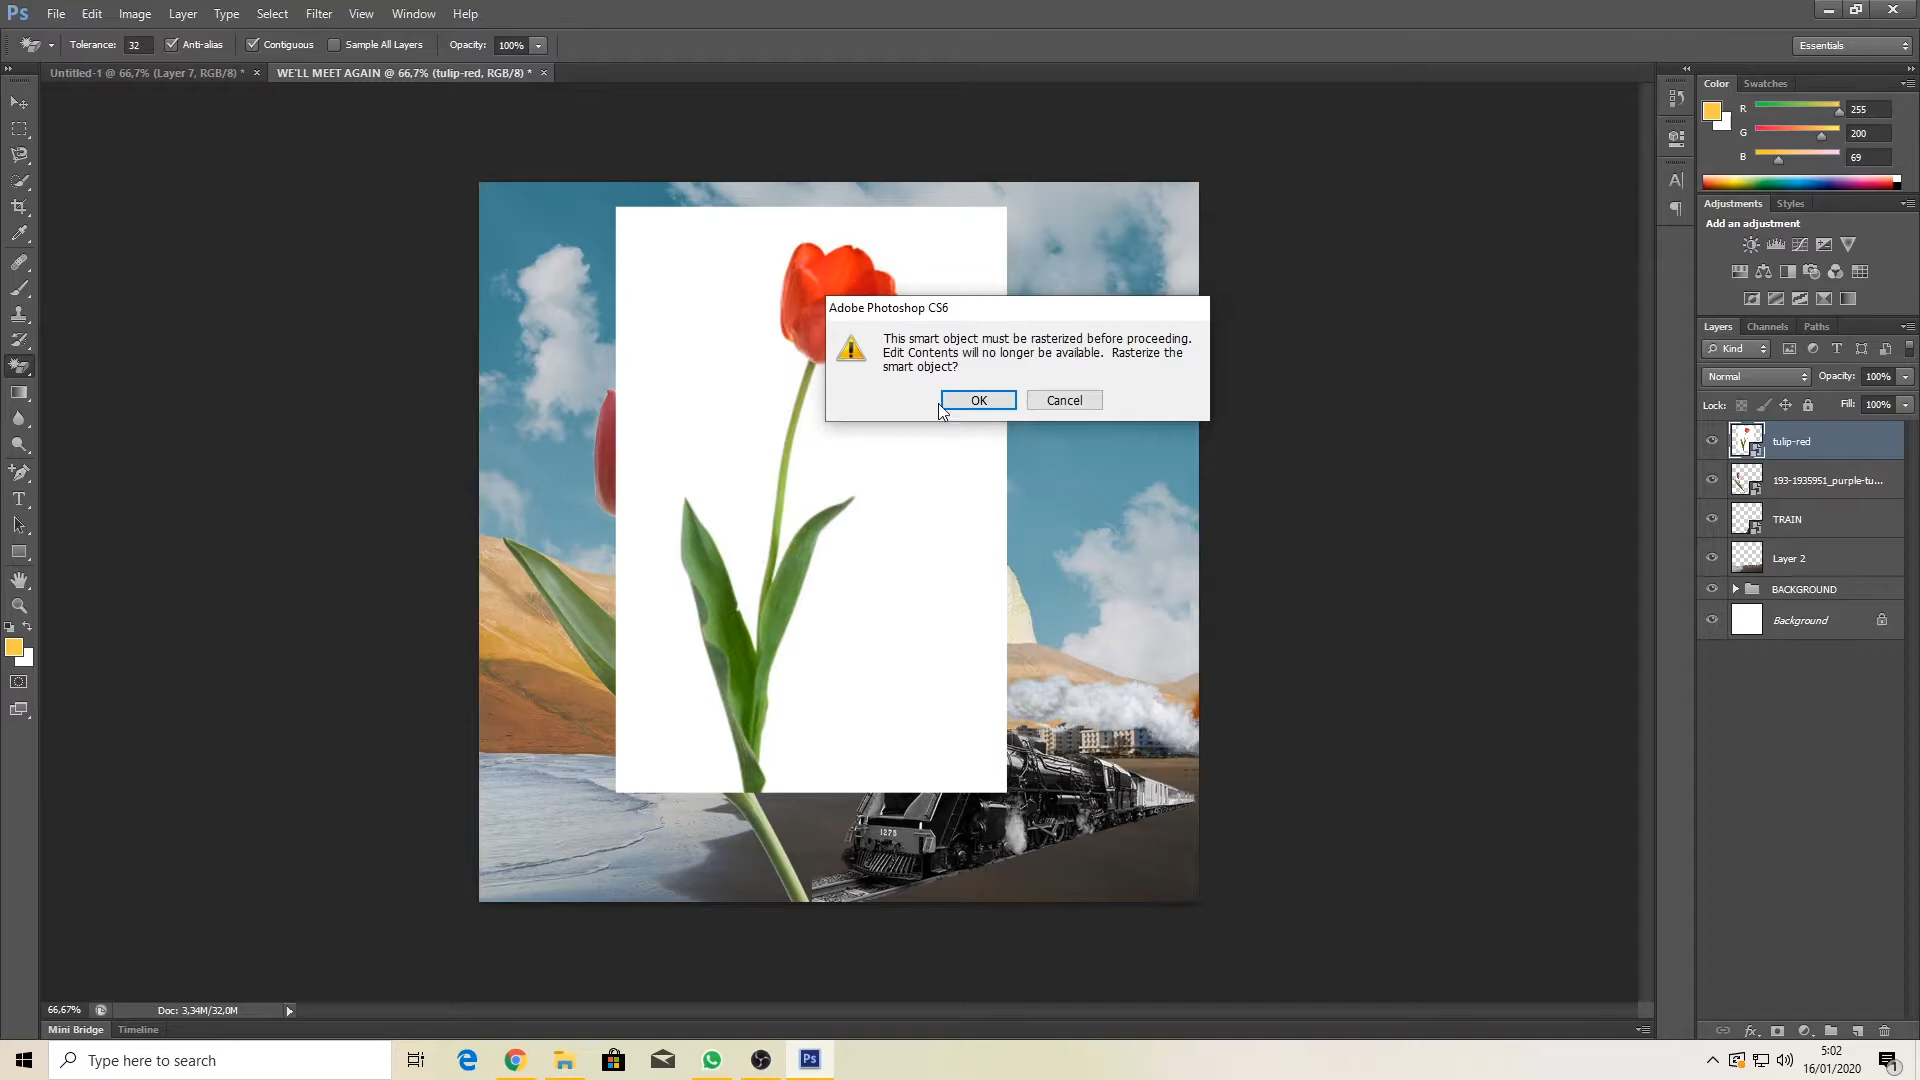 Ps File Edit Image Layer Type Select Filter View Window Help
Tolerance: 32 Anti-alias Contiguous Sample All Layers Opacity: 100% Essentials
Untitled-1 @ 66,7% (Layer 7, RGB/8) * × WE'LL MEET AGAIN @ 66,7% (tulip-red, RGB/8) * ×
Color Swatches
R 255
G 200
B 69
Adjustments Styles
Add an adjustment
Layers Channels Paths
Kind
Normal Opacity: 100%
Lock: Fill: 100%
tulip-red
193-1935951_purple-tu...
TRAIN
Layer 2
BACKGROUND
Background
Adobe Photoshop CS6
This smart object must be rasterized before proceeding.
Edit Contents will no longer be available. Rasterize the
smart object?
OK Cancel
1275
66,67% Doc: 3,34M/32,0M
Mini Bridge Timeline
Type here to search
Ps
5:02
16/01/2020
1